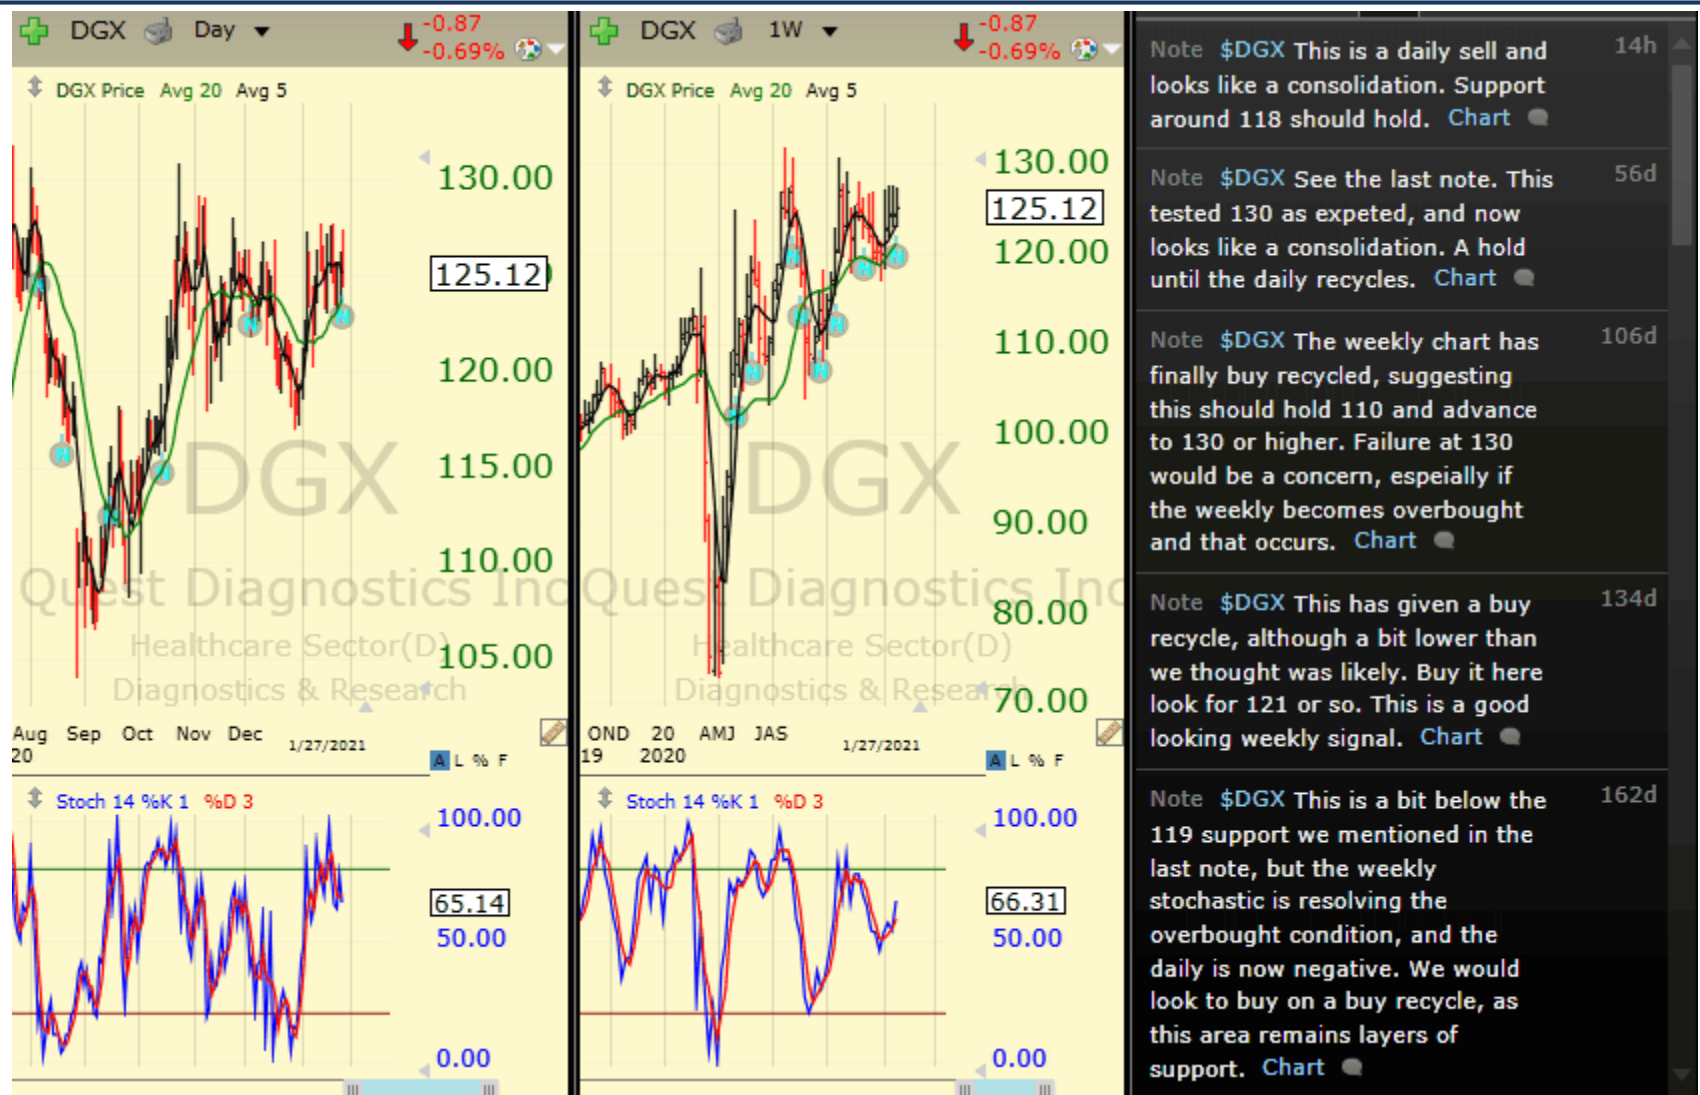 DGX Day -0.87
-0.69%
DGX Price Avg 20 Avg 5
130.00
125.12
120.00
115.00
110.00
105.00
DGX
Quest Diagnostics Inc
Healthcare Sector(D)
Diagnostics & Research
N
N
N
N
N
N
Aug Sep Oct Nov Dec 1/27/2021
20
A L % F
Stoch 14 %K 1 %D 3
100.00
65.14
50.00
0.00
DGX 1W -0.87
-0.69%
DGX Price Avg 20 Avg 5
130.00
125.12
120.00
110.00
100.00
90.00
80.00
70.00
DGX
Quest Diagnostics Inc
Healthcare Sector(D)
Diagnostics & Research
N
N
N
N
N
N
N
N
OND 20 AMJ JAS 1/27/2021
19 2020
A L % F
Stoch 14 %K 1 %D 3
100.00
66.31
50.00
0.00
Note $DGX This is a daily sell and 14h
looks like a consolidation. Support
around 118 should hold. Chart
Note $DGX See the last note. This 56d
tested 130 as expeted, and now
looks like a consolidation. A hold
until the daily recycles. Chart
Note $DGX The weekly chart has 106d
finally buy recycled, suggesting
this should hold 110 and advance
to 130 or higher. Failure at 130
would be a concern, espeially if
the weekly becomes overbought
and that occurs. Chart
Note $DGX This has given a buy 134d
recycle, although a bit lower than
we thought was likely. Buy it here
look for 121 or so. This is a good
looking weekly signal. Chart
Note $DGX This is a bit below the 162d
119 support we mentioned in the
last note, but the weekly
stochastic is resolving the
overbought condition, and the
daily is now negative. We would
look to buy on a buy recycle, as
this area remains layers of
support. Chart